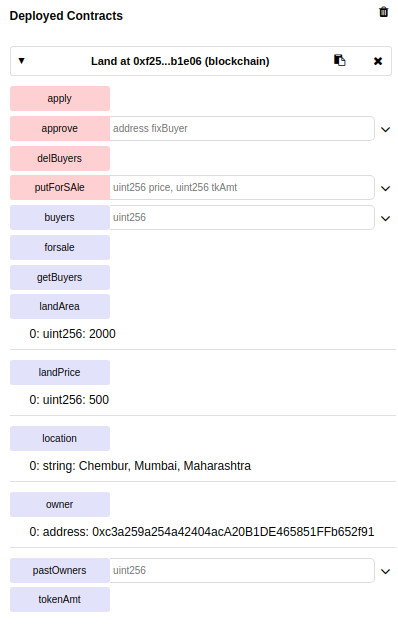 Deployed Contracts
Land at 0xf25...b1e06 (blockchain)
apply
approve address fixBuyer
delBuyers
putForSAle uint256 price, uint256 tkAmt
buyers uint256
forsale
getBuyers
landArea
0: uint256: 2000
landPrice
0: uint256: 500
location
0: string: Chembur, Mumbai, Maharashtra
owner
0: address: 0xc3a259a254a42404acA20B1DE465851FFb652f91
pastOwners uint256
tokenAmt